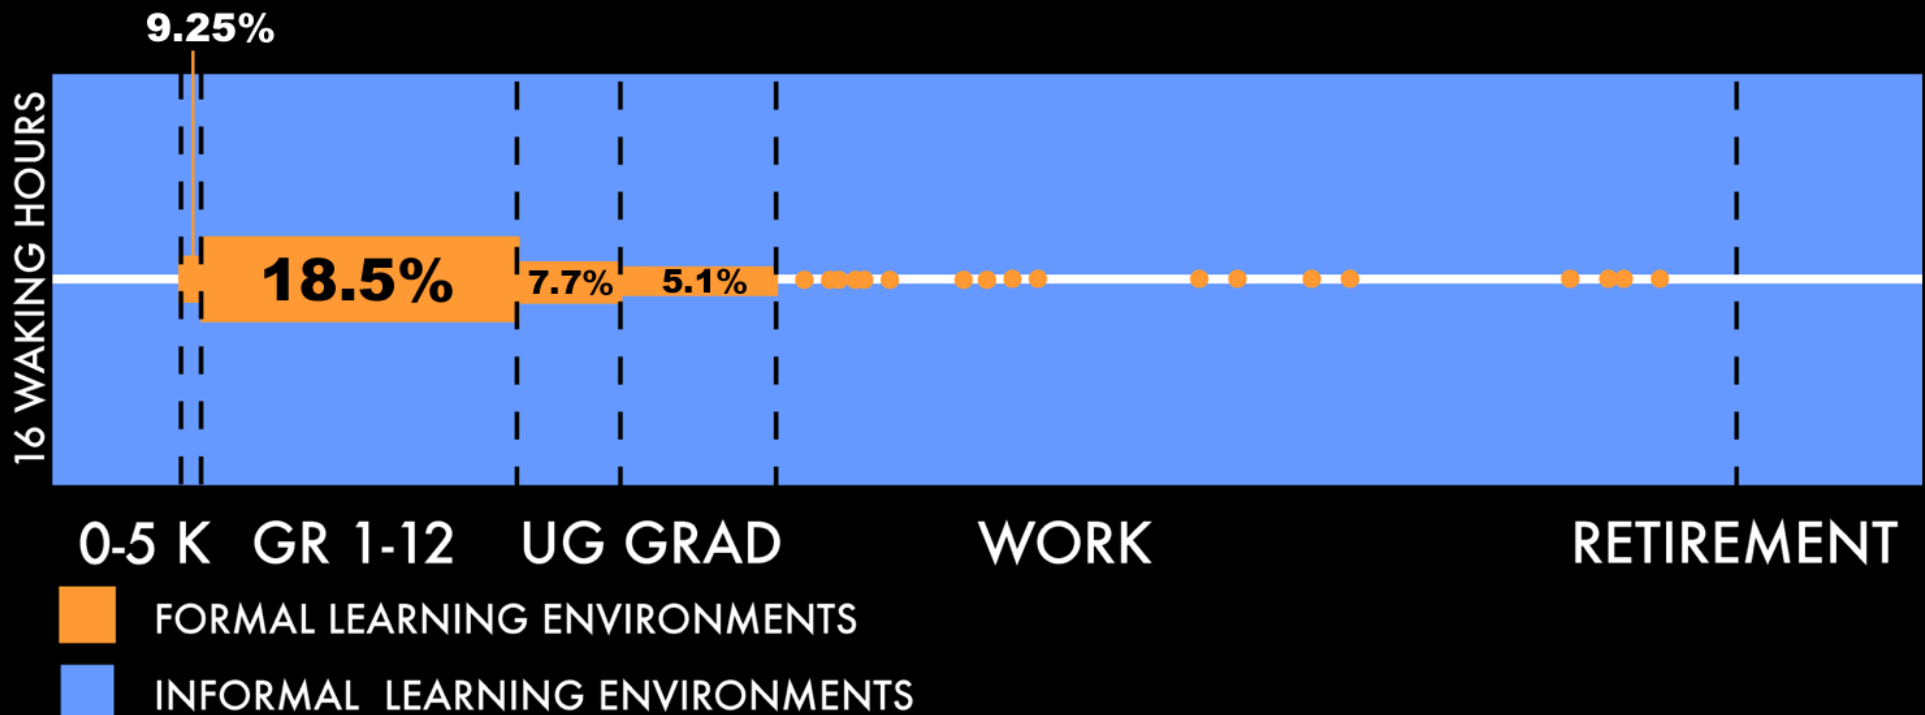 9.25%
16 WAKING HOURS
18.5%
7.7%
5.1%
0-5 K GR 1-12 UG GRAD WORK RETIREMENT
FORMAL LEARNING ENVIRONMENTS
INFORMAL LEARNING ENVIRONMENTS